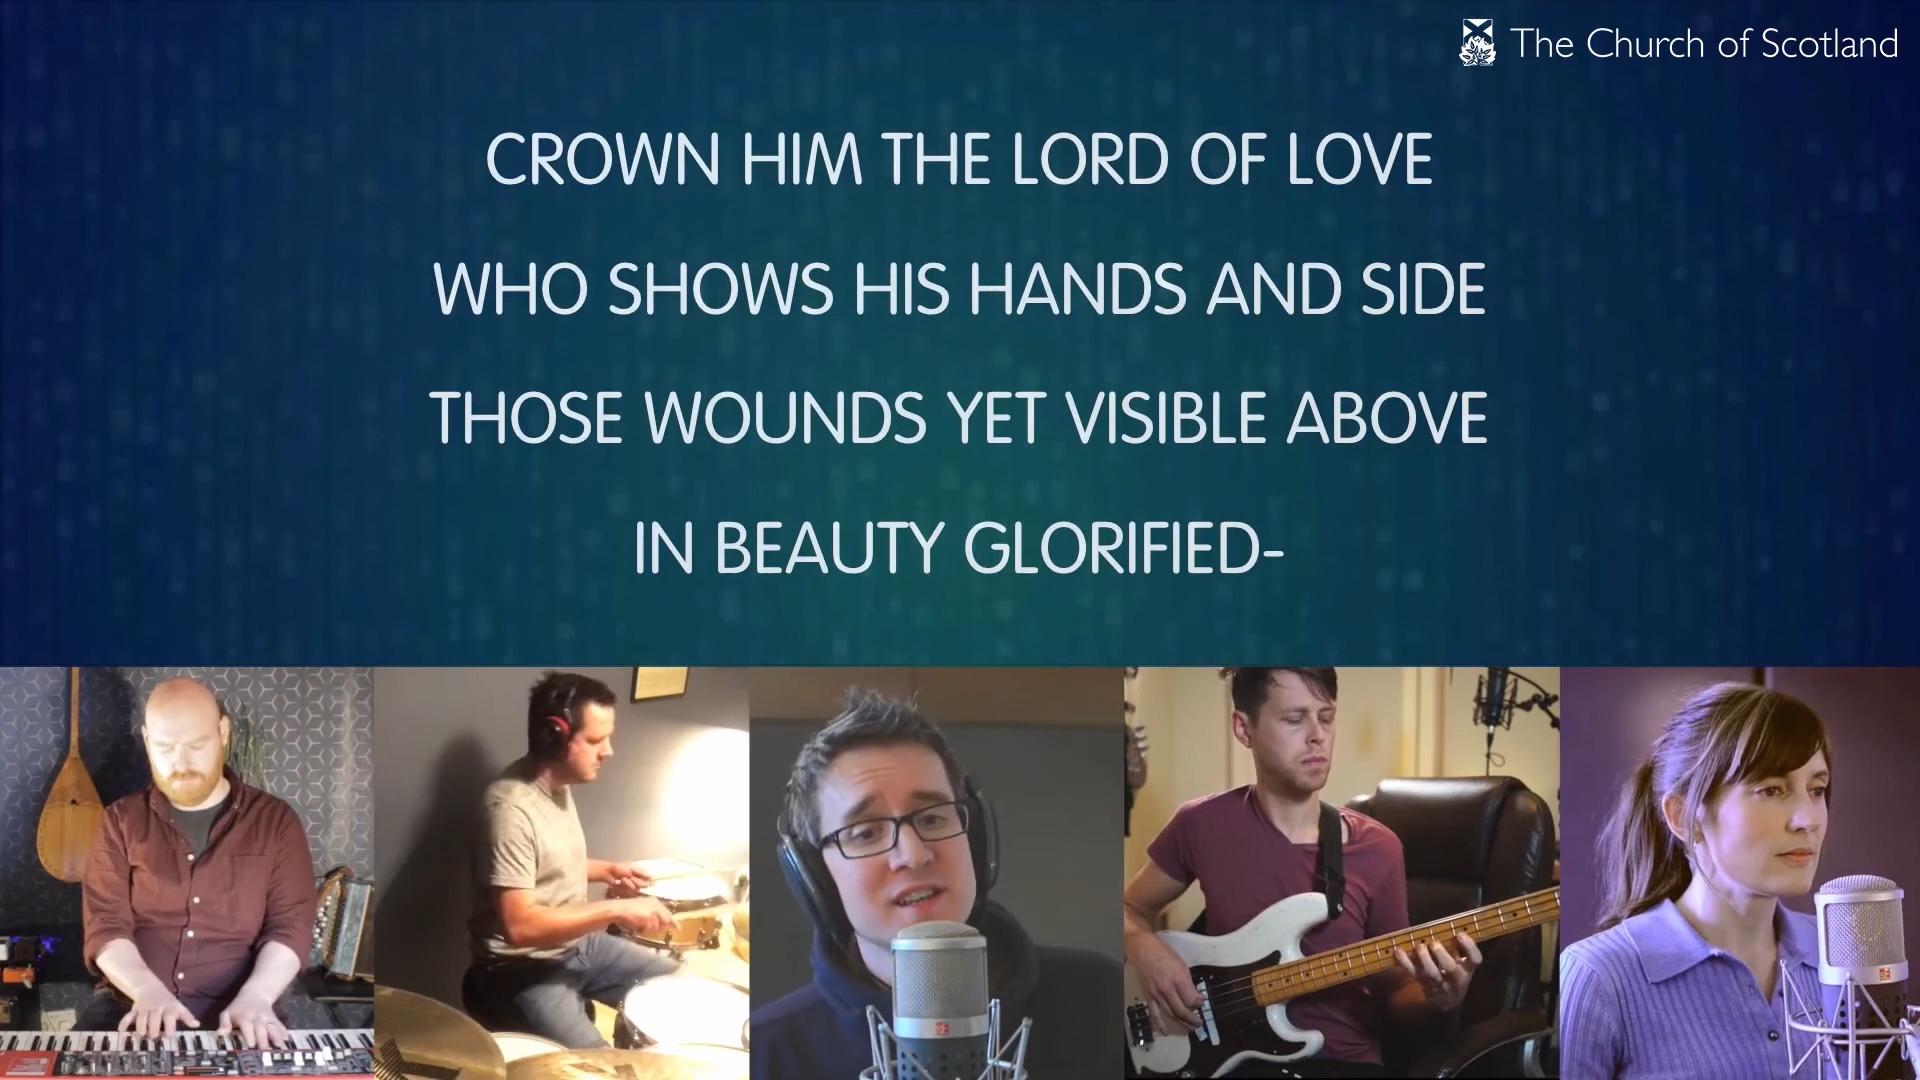 The Church of Scotland
CROWN HIM THE LORD OF LOVE
WHO SHOWS HIS HANDS AND SIDE
THOSE WOUNDS YET VISIBLE ABOVE
IN BEAUTY GLORIFIED-